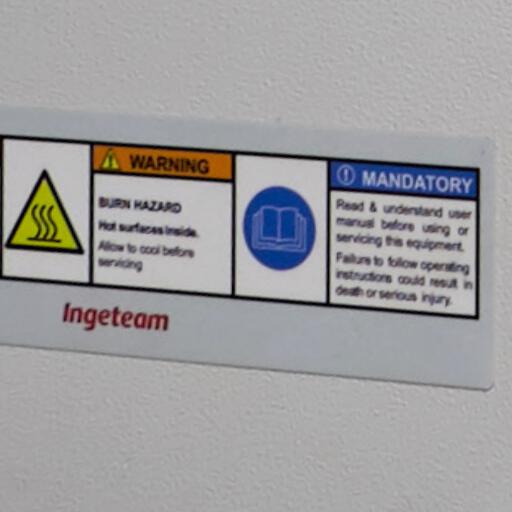 WARNING
BURN HAZARD
Hot surfaces inside.
Allow to cool before
servicing
MANDATORY
Read & understand user
manual before using or
servicing this equipment.
Failure to follow operating
instructions could result in
death or serious injury.
Ingeteam